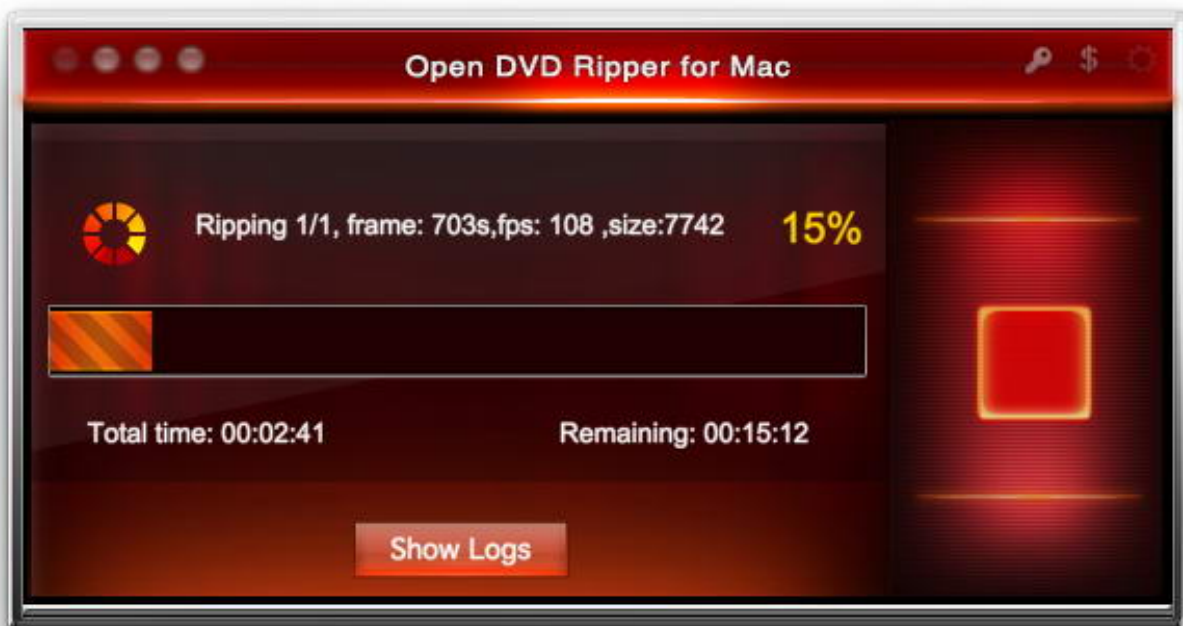 Open DVD Ripper for Mac
$
Ripping 1/1, frame: 703s,fps: 108 ,size:7742
15%
Total time: 00:02:41
Remaining: 00:15:12
Show Logs